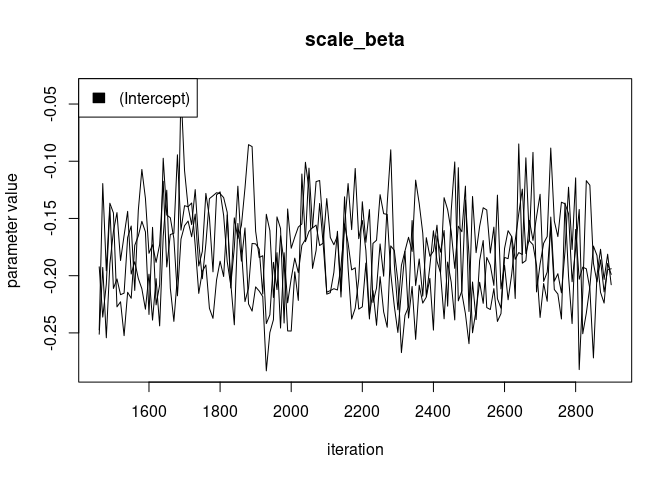 scale_beta
(Intercept)
parameter value
-0.05
-0.10
-0.15
-0.20
-0.25
1600 1800 2000 2200 2400 2600 2800
iteration